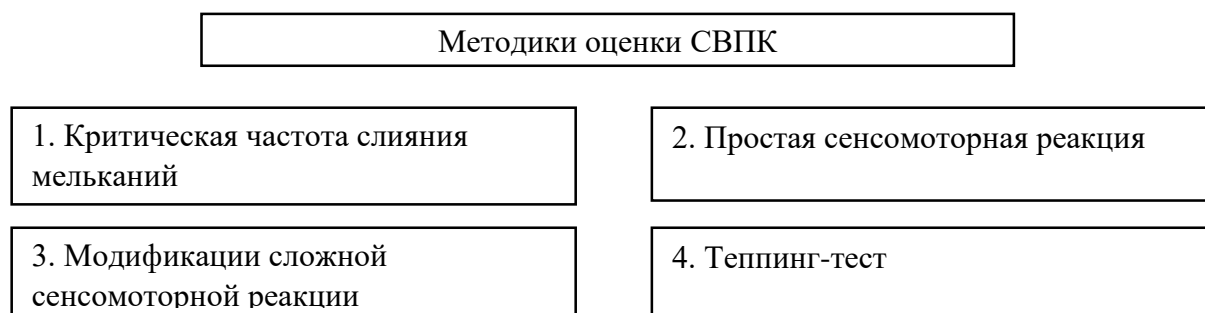 Методики оценки СВПК
1. Критическая частота слияния
мельканий
2. Простая сенсомоторная реакция
3. Модификации сложной
сенсомоторной реакции
4. Теппинг-тест